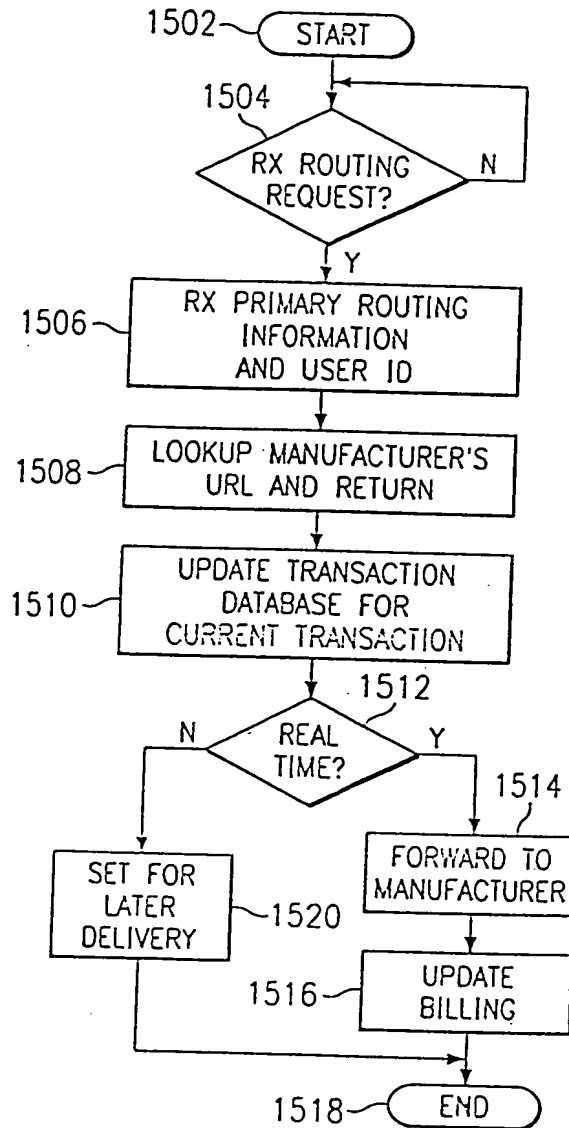 1502
START
1504
RX ROUTING
REQUEST?
N
Y
1506
RX PRIMARY ROUTING
INFORMATION
AND USER ID
1508
LOOKUP MANUFACTURER'S
URL AND RETURN
1510
UPDATE TRANSACTION
DATABASE FOR
CURRENT TRANSACTION
1512
N
REAL
TIME?
Y
1514
FORWARD TO
MANUFACTURER
SET FOR
LATER
DELIVERY
1520
1516
UPDATE
BILLING
1518
END